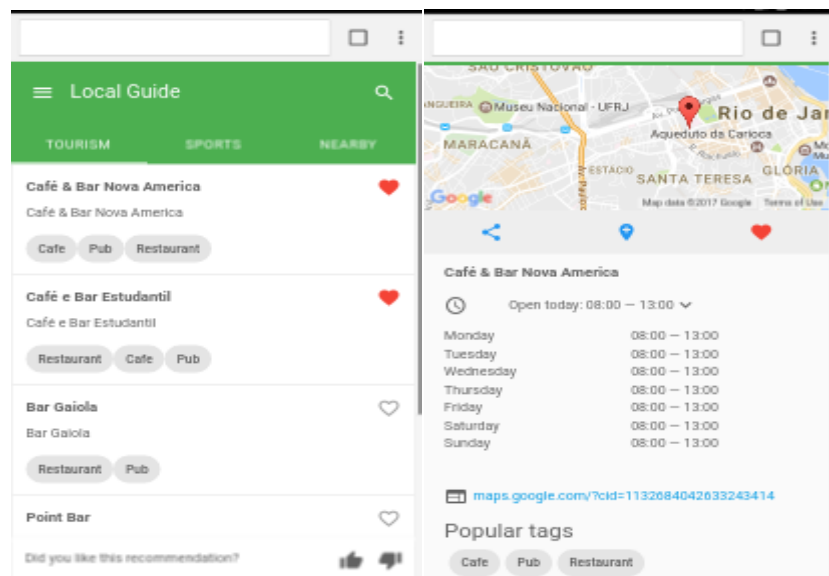 Local Guide
TOURISM SPORTS NEARBY
Café & Bar Nova America
Café & Bar Nova America
Cafe Pub Restaurant
Café e Bar Estudantil
Café e Bar Estudantil
Restaurant Cafe Pub
Bar Gaiola
Bar Gaiola
Restaurant Pub
Point Bar
Did you like this recommendation?
SÃO CRISTÓVÃO
ANGUEIRA Museu Nacional - UFRJ
Rio de Jar
Aqueduto da Carioca
MARACANÃ
ESTÁCIO
GLÓRIA
SANTA TERESA
Google
Map data ©2017 Google Terms of Use
Café & Bar Nova America
Open today: 08:00 — 13:00
Monday 08:00 — 13:00
Tuesday 08:00 — 13:00
Wednesday 08:00 — 13:00
Thursday 08:00 — 13:00
Friday 08:00 — 13:00
Saturday 08:00 — 13:00
Sunday 08:00 — 13:00
maps.google.com/?cid=1132684042633243414
Popular tags
Cafe Pub Restaurant